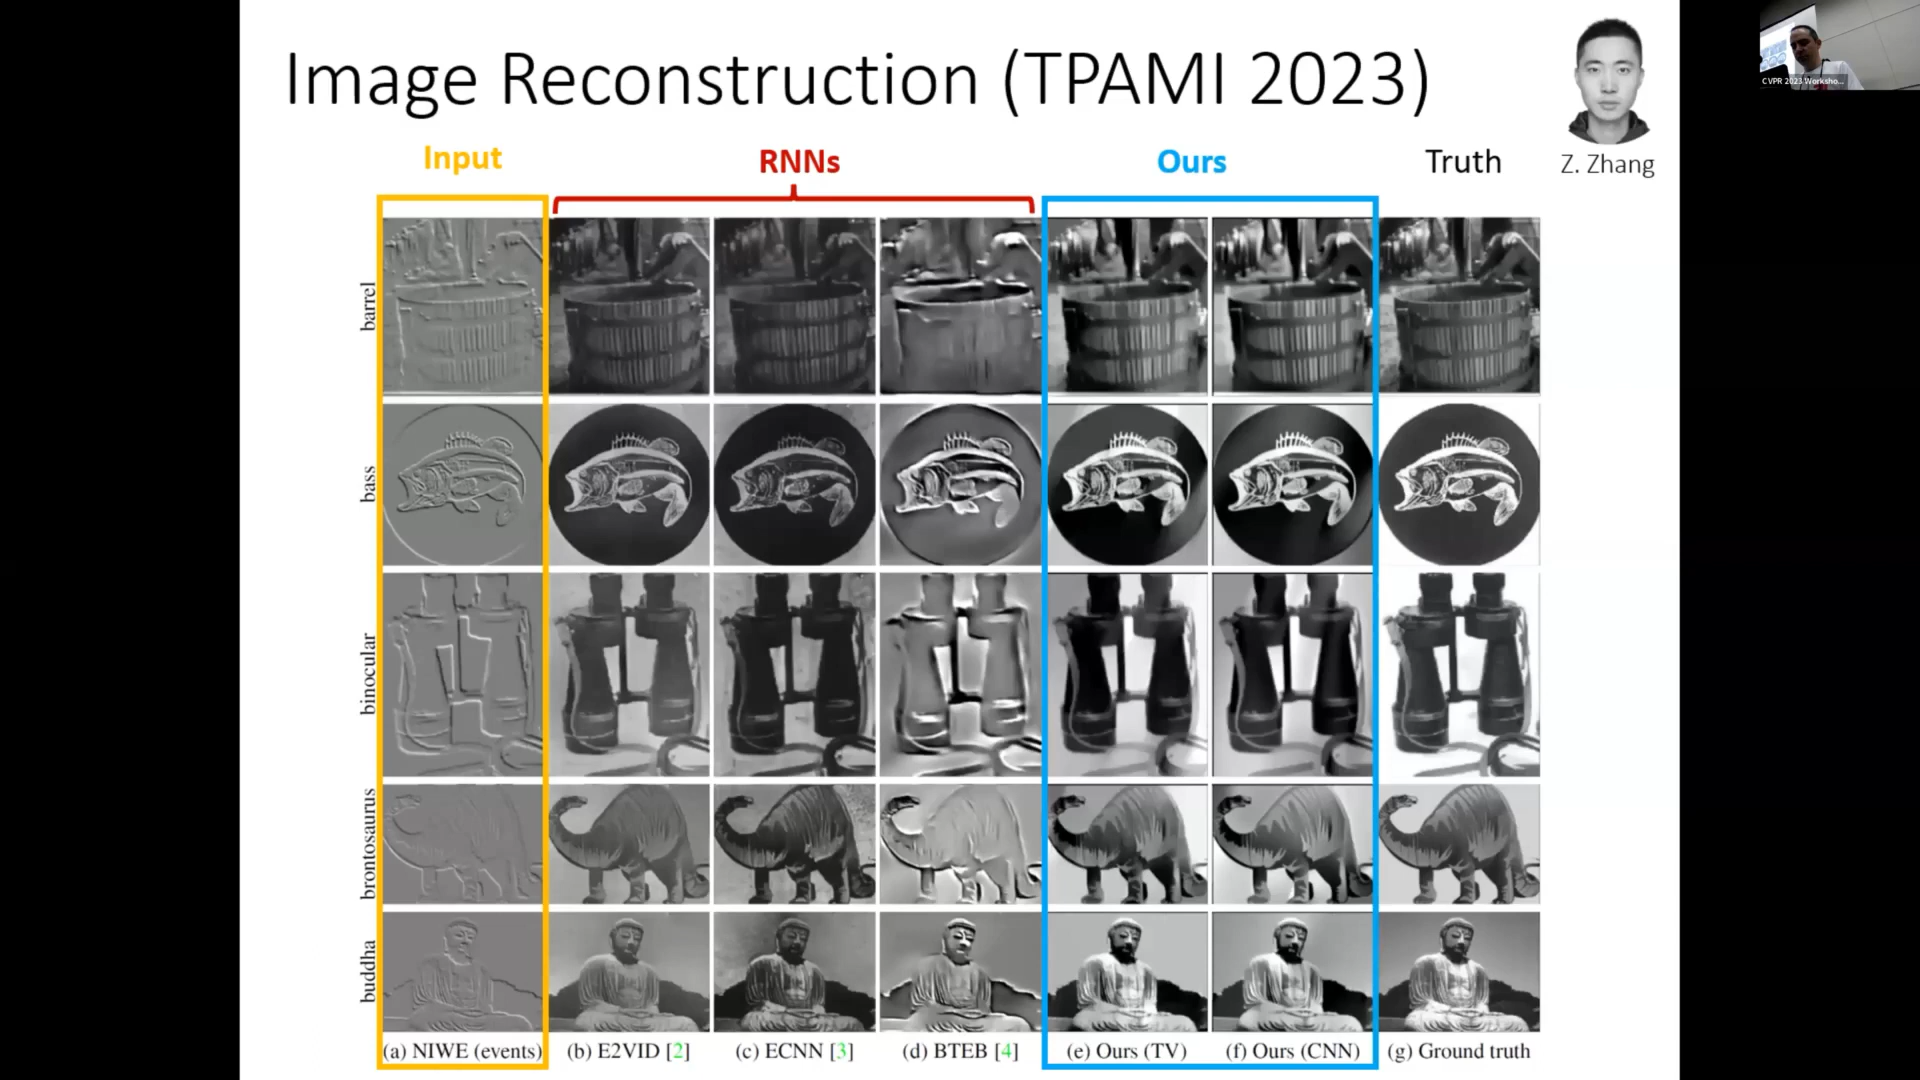 Image Reconstruction (TPAMI 2023)
CVPR 2023 Worksho...
Input
RNNs
Ours
Truth
Z. Zhang
barrel
bass
binocular
brontosaurus
buddha
(a) NIWE (events)
(b) E2VID [2]
(c) ECNN [3]
(d) BTEB [4]
(e) Ours (TV)
(f) Ours (CNN)
(g) Ground truth